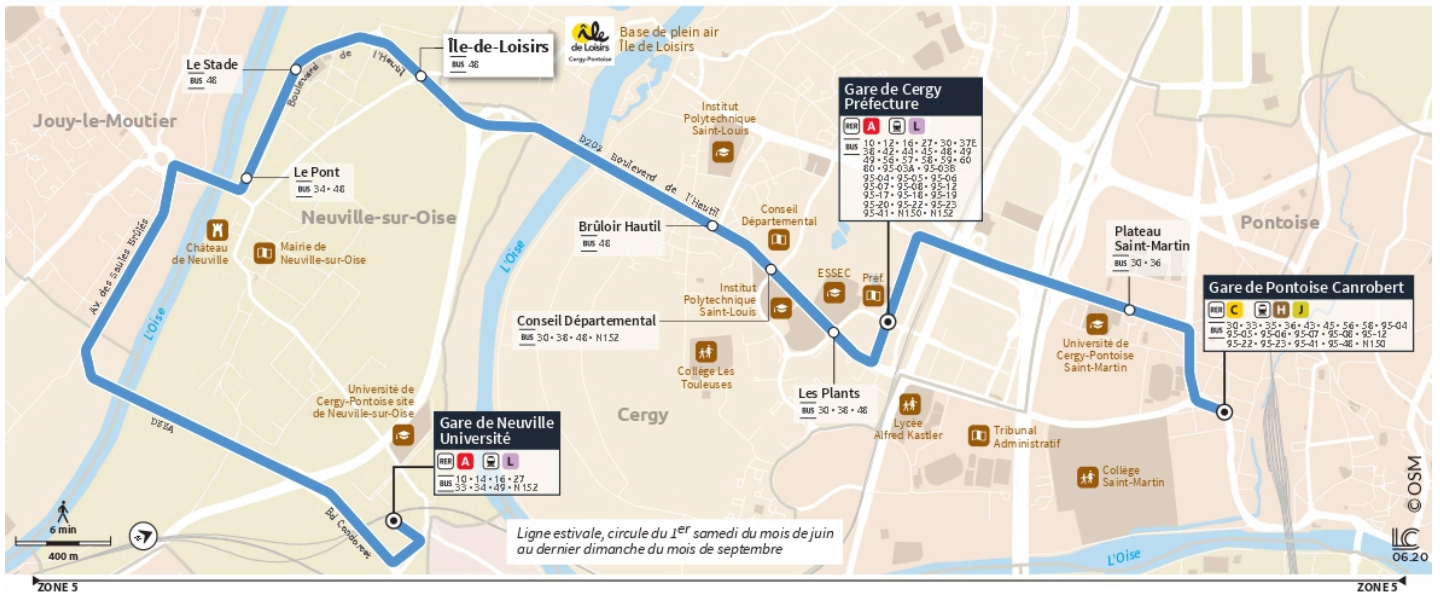 île
de Loisirs
Cergy-Pontoise
Base de plein air
Île de Loisirs
Le Stade
BUS 48
Boulevard de l'Hautil
Île-de-Loisirs
BUS 48
Jouy-le-Moutier
Le Pont
BUS 34 • 48
Neuville-sur-Oise
Château
de Neuville
Mairie de
Neuville-sur-Oise
Av. des Saules Brûlés
L'Oise
L'Oise
D203 Boulevard de l'Hautil
Institut
Polytechnique
Saint-Louis
Gare de Cergy
Préfecture
RER A L
BUS 10 • 12 • 16 • 27 • 30 • 37E
38 • 42 • 44 • 45 • 48 • 49
49 • 56 • 57 • 58 • 59 • 60
80 • 95-03A • 95-03B
95-04 • 95-05 • 95-06
95-07 • 95-08 • 95-12
95-17 • 95-18 • 95-19
95-20 • 95-22 • 95-23
95-41 • N150 • N152
Brûloir Hautil
BUS 48
Conseil
Départemental
ESSEC
Préf.
Institut
Polytechnique
Saint-Louis
Conseil Départemental
BUS 30 • 38 • 48 • N152
Collège Les
Touleuses
Cergy
Les Plants
BUS 30 • 38 • 48
Plateau
Saint-Martin
BUS 30 • 36
Pontoise
Gare de Pontoise Canrobert
RER C H J
BUS 30 • 33 • 35 • 36 • 43 • 45 • 56 • 58 • 95-04
95-05 • 95-06 • 95-07 • 95-08 • 95-12
95-22 • 95-23 • 95-41 • 95-48 • N150
Université de
Cergy-Pontoise
Saint-Martin
Lycée
Alfred Kastler
Tribunal
Administratif
Collège
Saint-Martin
Université de
Cergy-Pontoise site
de Neuville-sur-Oise
Gare de Neuville
Université
RER A L
BUS 10 • 14 • 16 • 27
33 • 34 • 49 • N152
Bd Condorcet
6 min
400 m
Ligne estivale, circule du 1er samedi du mois de juin
au dernier dimanche du mois de septembre
L'Oise
© OSM
06.20
ZONE 5
ZONE 5